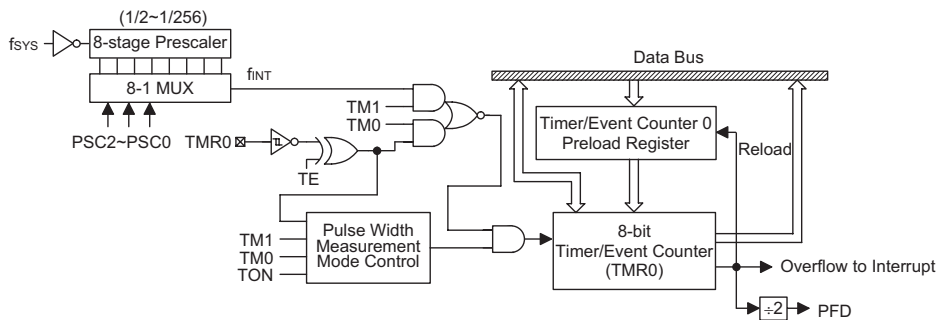 (1/2~1/256)
fSYS
8-stage Prescaler
8-1 MUX
fINT
PSC2~PSC0
TMR0
TE
TM1
TM0
TM1
TM0
TON
Pulse Width
Measurement
Mode Control
Data Bus
Timer/Event Counter 0
Preload Register
Reload
8-bit
Timer/Event Counter
(TMR0)
Overflow to Interrupt
÷2
PFD